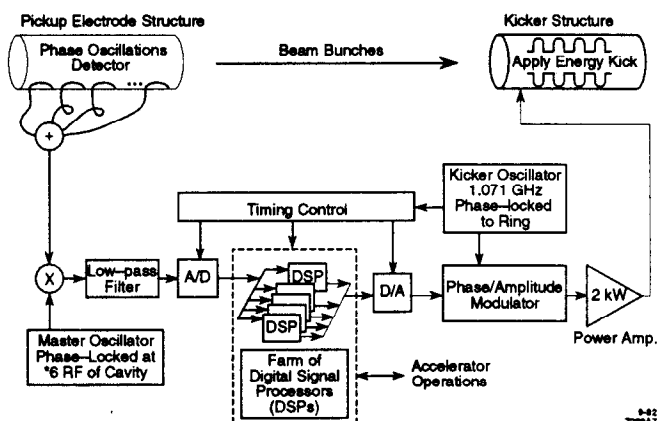 Pickup Electrode Structure
Phase Oscillations
Detector
Beam Bunches
Kicker Structure
Apply Energy Kick
+
Kicker Oscillator
1.071 GHz
Phase–locked
to Ring
Timing Control
X
Low–pass
Filter
A/D
DSP
DSP
D/A
Phase/Amplitude
Modulator
2 kW
Power Amp.
Master Oscillator
Phase–Locked at
*6 RF of Cavity
Farm of
Digital Signal
Processors
(DSPs)
Accelerator
Operations
9-92